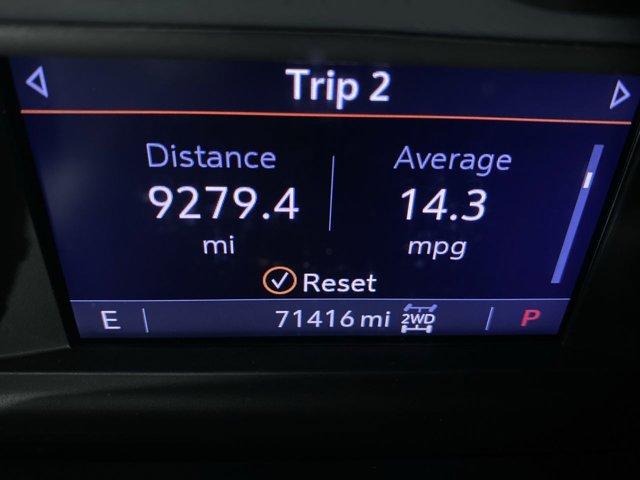 Trip 2
Distance
9279.4
mi
Average
14.3
mpg
Reset
E
71416 mi
2WD
P